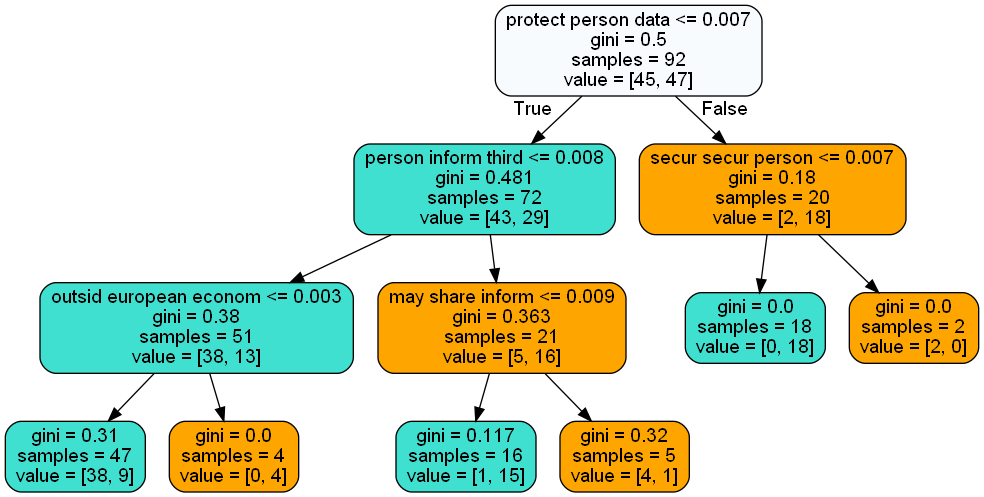 protect person data <= 0.007
gini = 0.5
samples = 92
value = [45, 47]
True
False
person inform third <= 0.008
gini = 0.481
samples = 72
value = [43, 29]
secur secur person <= 0.007
gini = 0.18
samples = 20
value = [2, 18]
outsid european econom <= 0.003
gini = 0.38
samples = 51
value = [38, 13]
may share inform <= 0.009
gini = 0.363
samples = 21
value = [5, 16]
gini = 0.0
samples = 18
value = [0, 18]
gini = 0.0
samples = 2
value = [2, 0]
gini = 0.31
samples = 47
value = [38, 9]
gini = 0.0
samples = 4
value = [0, 4]
gini = 0.117
samples = 16
value = [1, 15]
gini = 0.32
samples = 5
value = [4, 1]